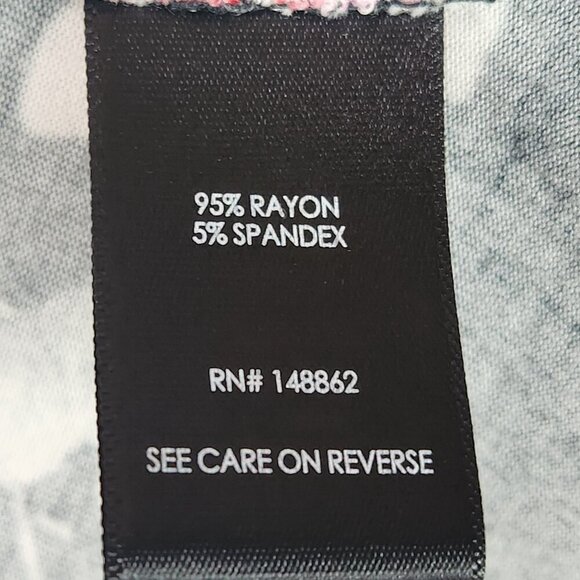 95% RAYON
5% SPANDEX
RN# 148862
SEE CARE ON REVERSE